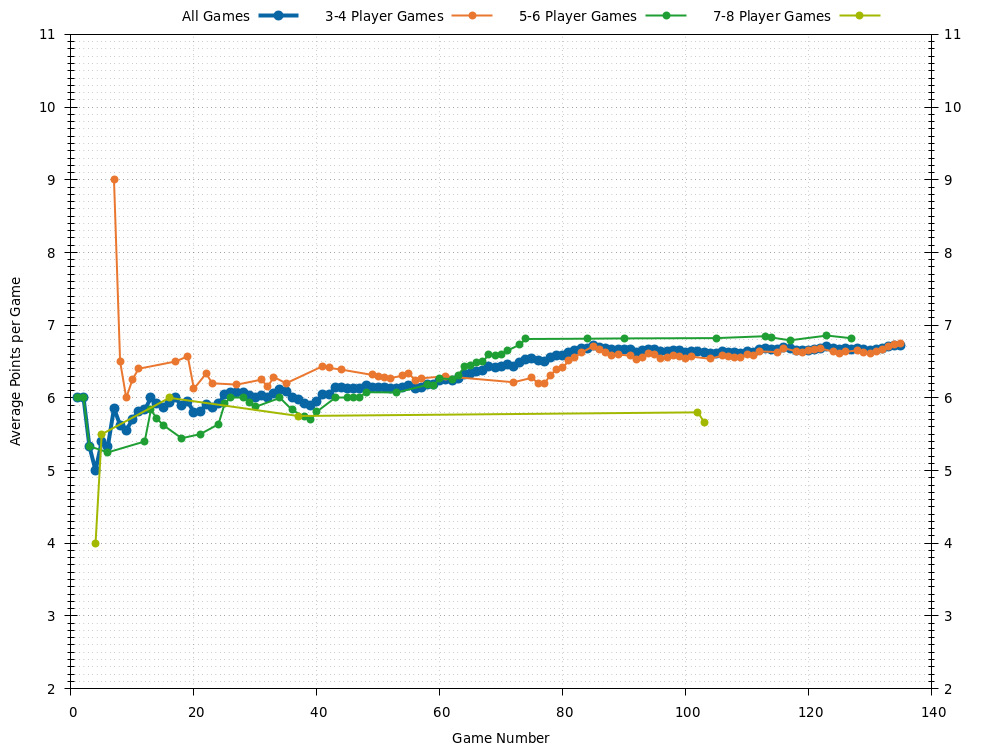 All Games 3-4 Player Games 5-6 Player Games 7-8 Player Games
11 11
10 10
9 9
8 8
7 7
6 6
5 5
4 4
3 3
2 2
0 20 40 60 80 100 120 140
Average Points per Game
Game Number